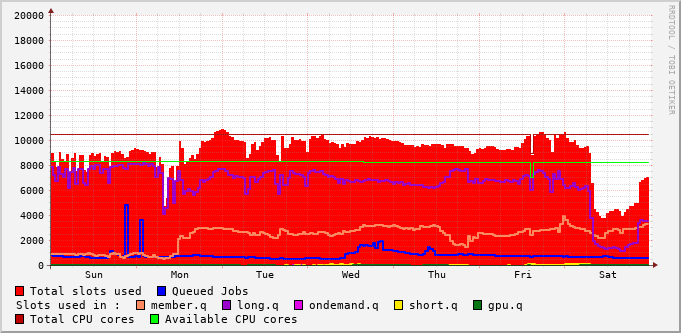 20000
18000
16000
14000
12000
10000
8000
6000
4000
2000
0
Sun Mon Tue Wed Thu Fri Sat
RRDTOOL / TOBI OETIKER
Total slots used Queued Jobs
Slots used in : member.q long.q ondemand.q short.q gpu.q
Total CPU cores Available CPU cores